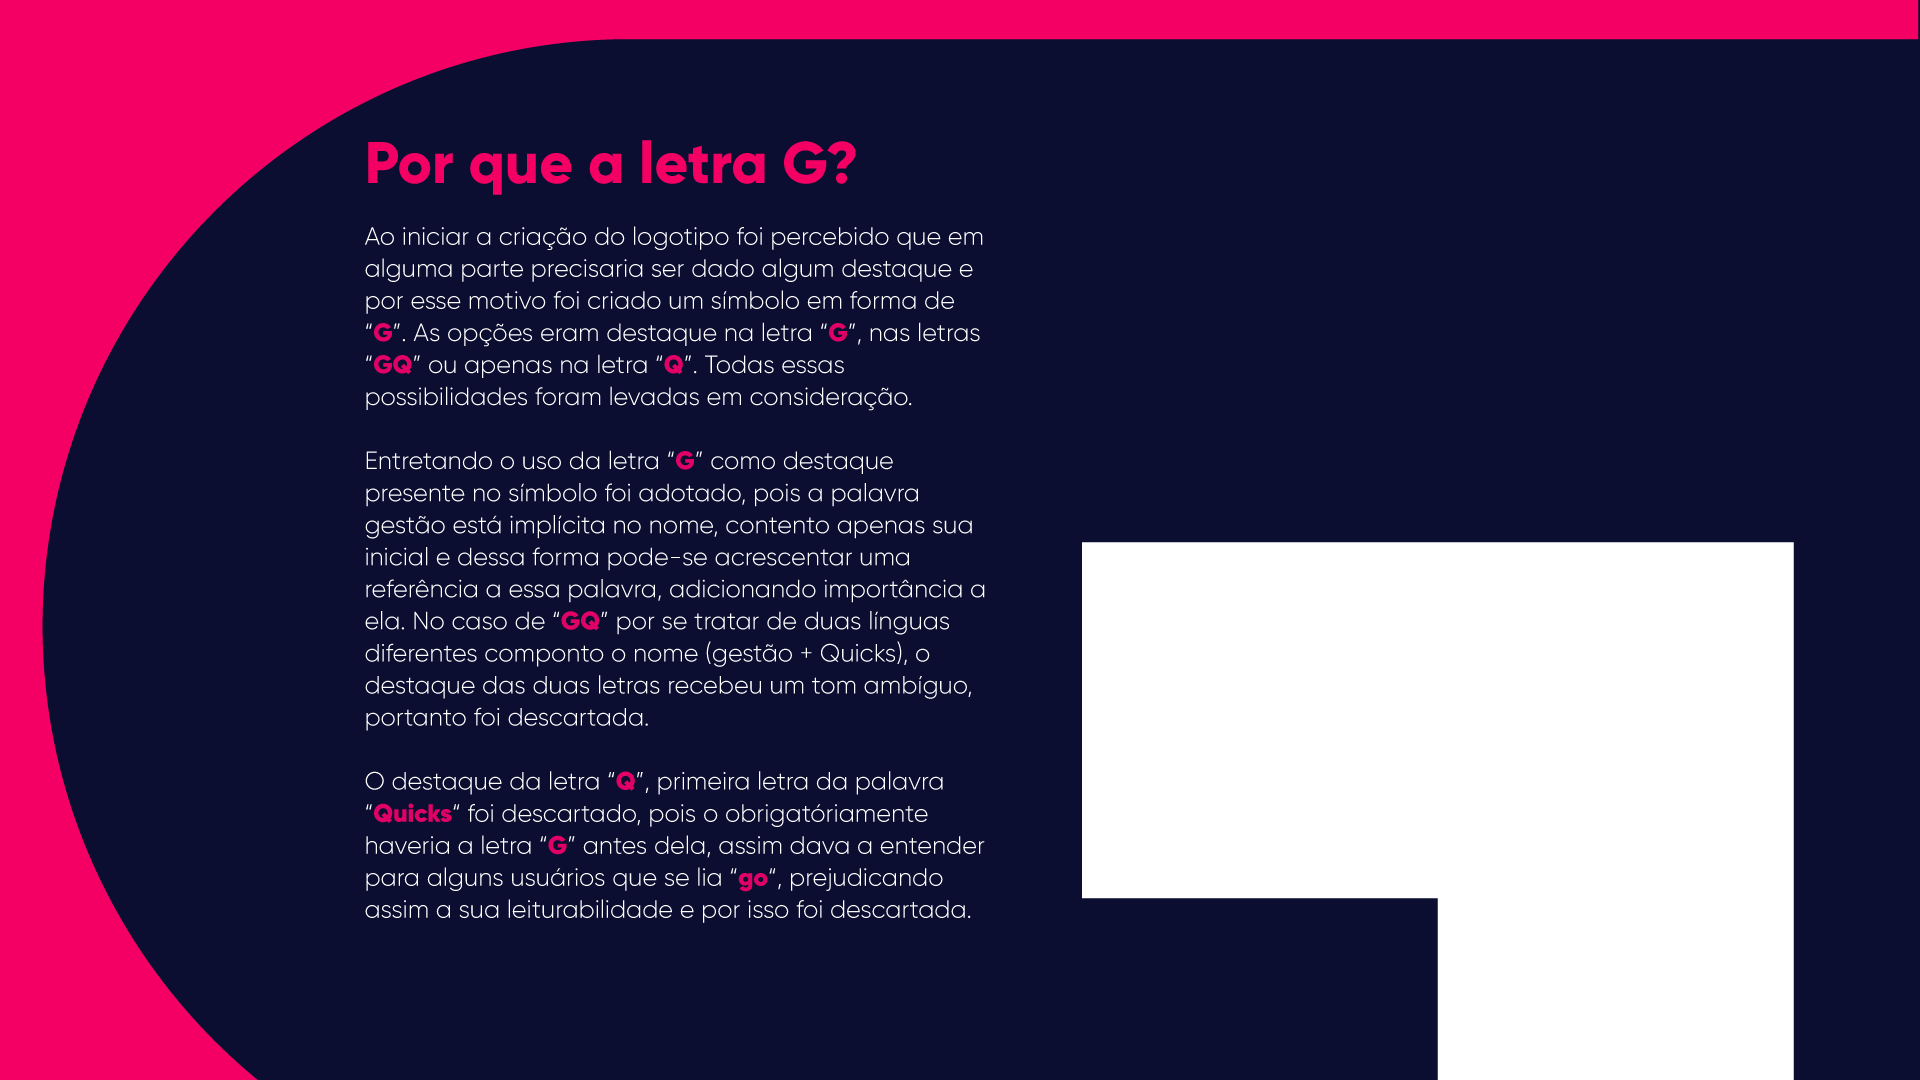 Por que a letra G?
Ao iniciar a criação do logotipo foi percebido que em
alguma parte precisaria ser dado algum destaque e
por esse motivo foi criado um símbolo em forma de
“G”. As opções eram destaque na letra “G”, nas letras
“GQ” ou apenas na letra “Q”. Todas essas
possibilidades foram levadas em consideração.
Entretando o uso da letra “G” como destaque
presente no símbolo foi adotado, pois a palavra
gestão está implícita no nome, contento apenas sua
inicial e dessa forma pode-se acrescentar uma
referência a essa palavra, adicionando importância a
ela. No caso de “GQ” por se tratar de duas línguas
diferentes componto o nome (gestão + Quicks), o
destaque das duas letras recebeu um tom ambíguo,
portanto foi descartada.
O destaque da letra “Q”, primeira letra da palavra
“Quicks“ foi descartado, pois o obrigatóriamente
haveria a letra “G” antes dela, assim dava a entender
para alguns usuários que se lia “go“, prejudicando
assim a sua leiturabilidade e por isso foi descartada.